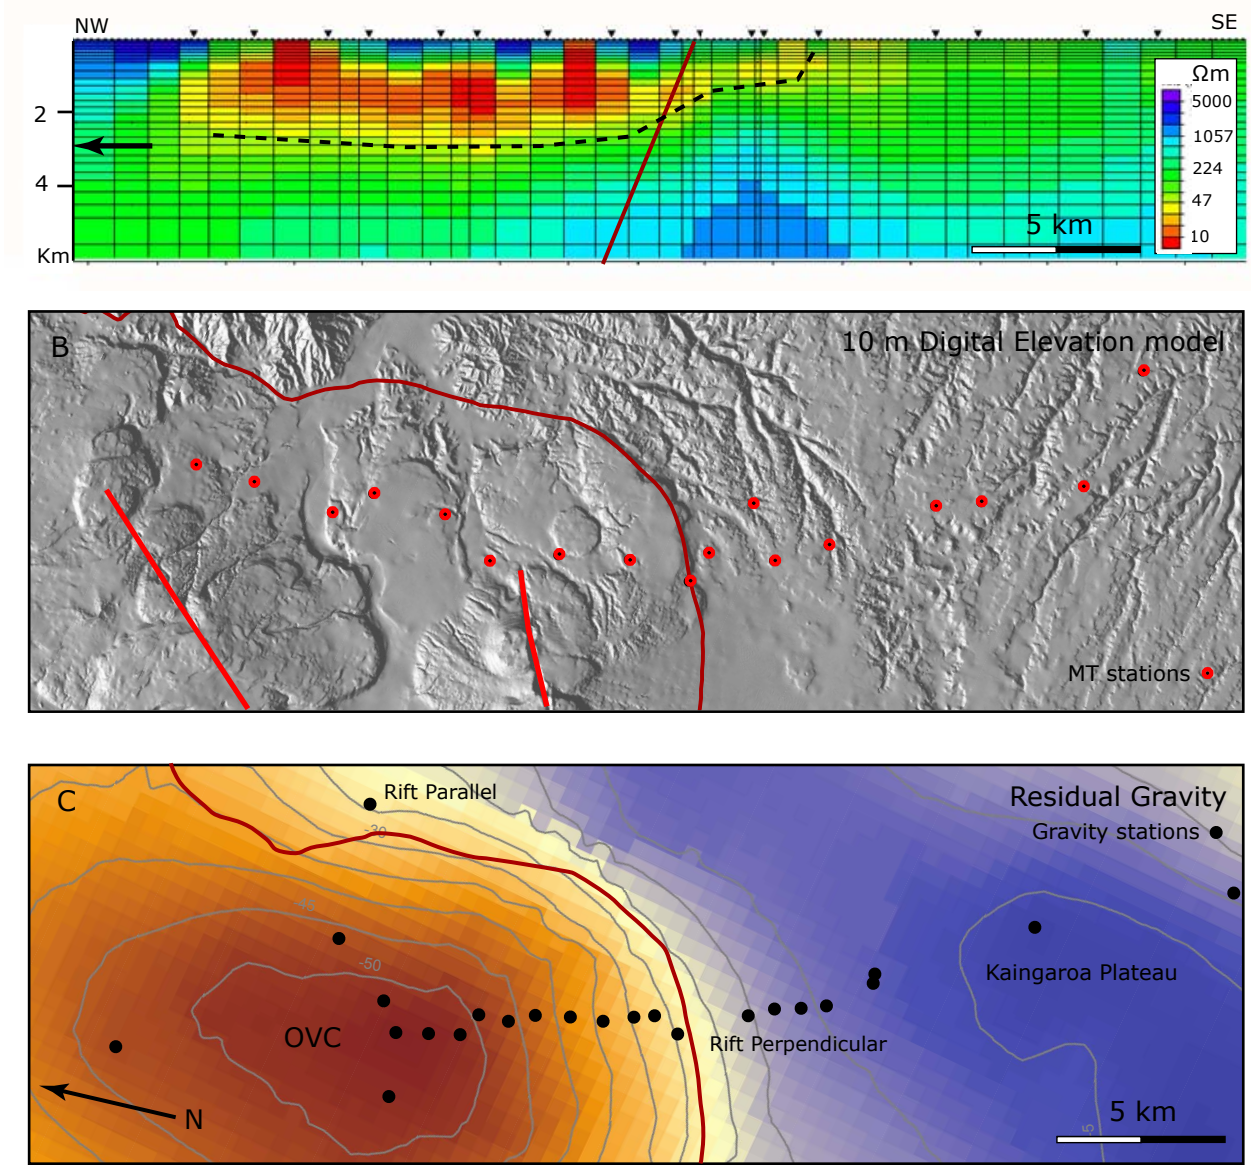 NW
SE
Ωm
5000
1057
224
47
10
2
4
Km
5 km
B
10 m Digital Elevation model
MT stations
C
Rift Parallel
Residual Gravity
Gravity stations
-30
-50
Kaingaroa Plateau
OVC
Rift Perpendicular
N
5 km
-5